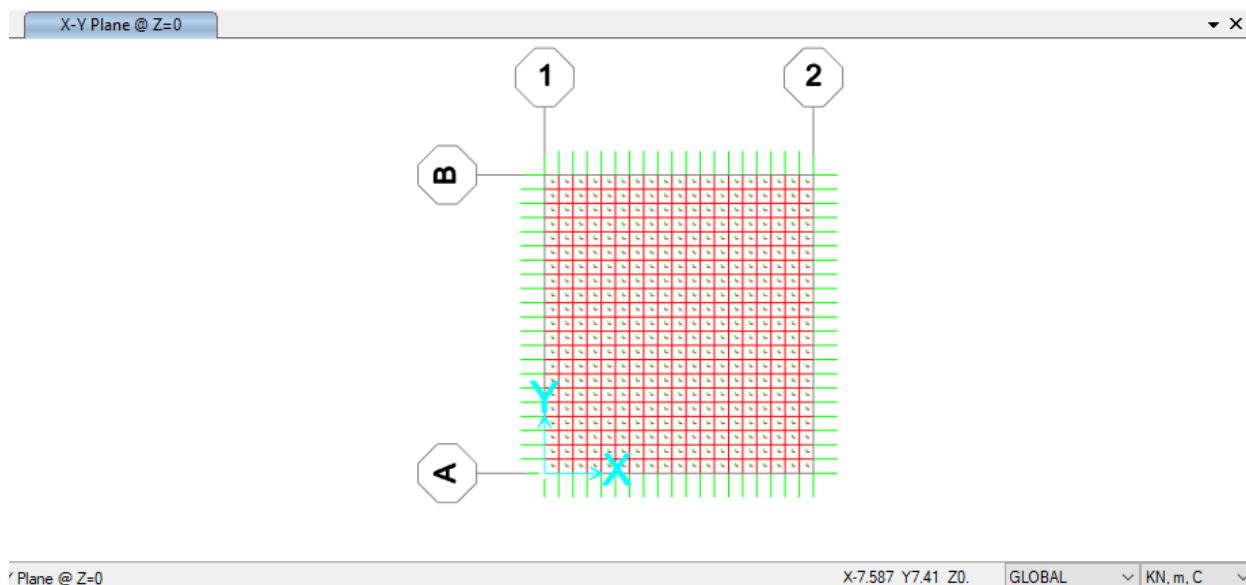 X-Y Plane @ Z=0
1 2
B
Y
A X
Plane @ Z=0 X-7.587 Y7.41 Z0. GLOBAL KN, m, C